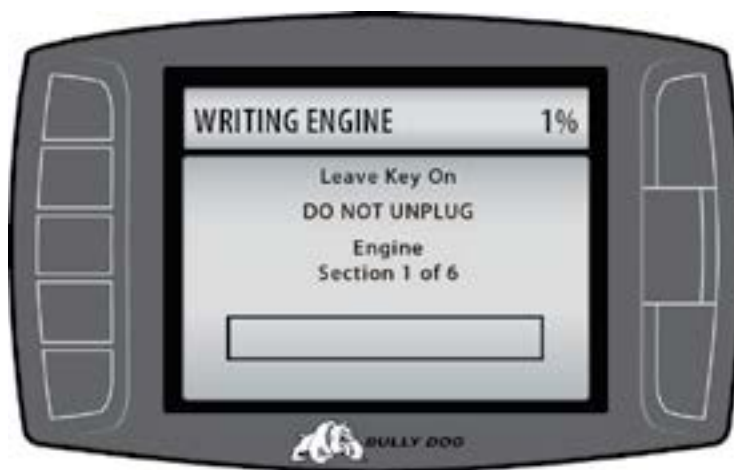 WRITING ENGINE 1%
Leave Key On
DO NOT UNPLUG
Engine
Section 1 of 6
BULLY DOG